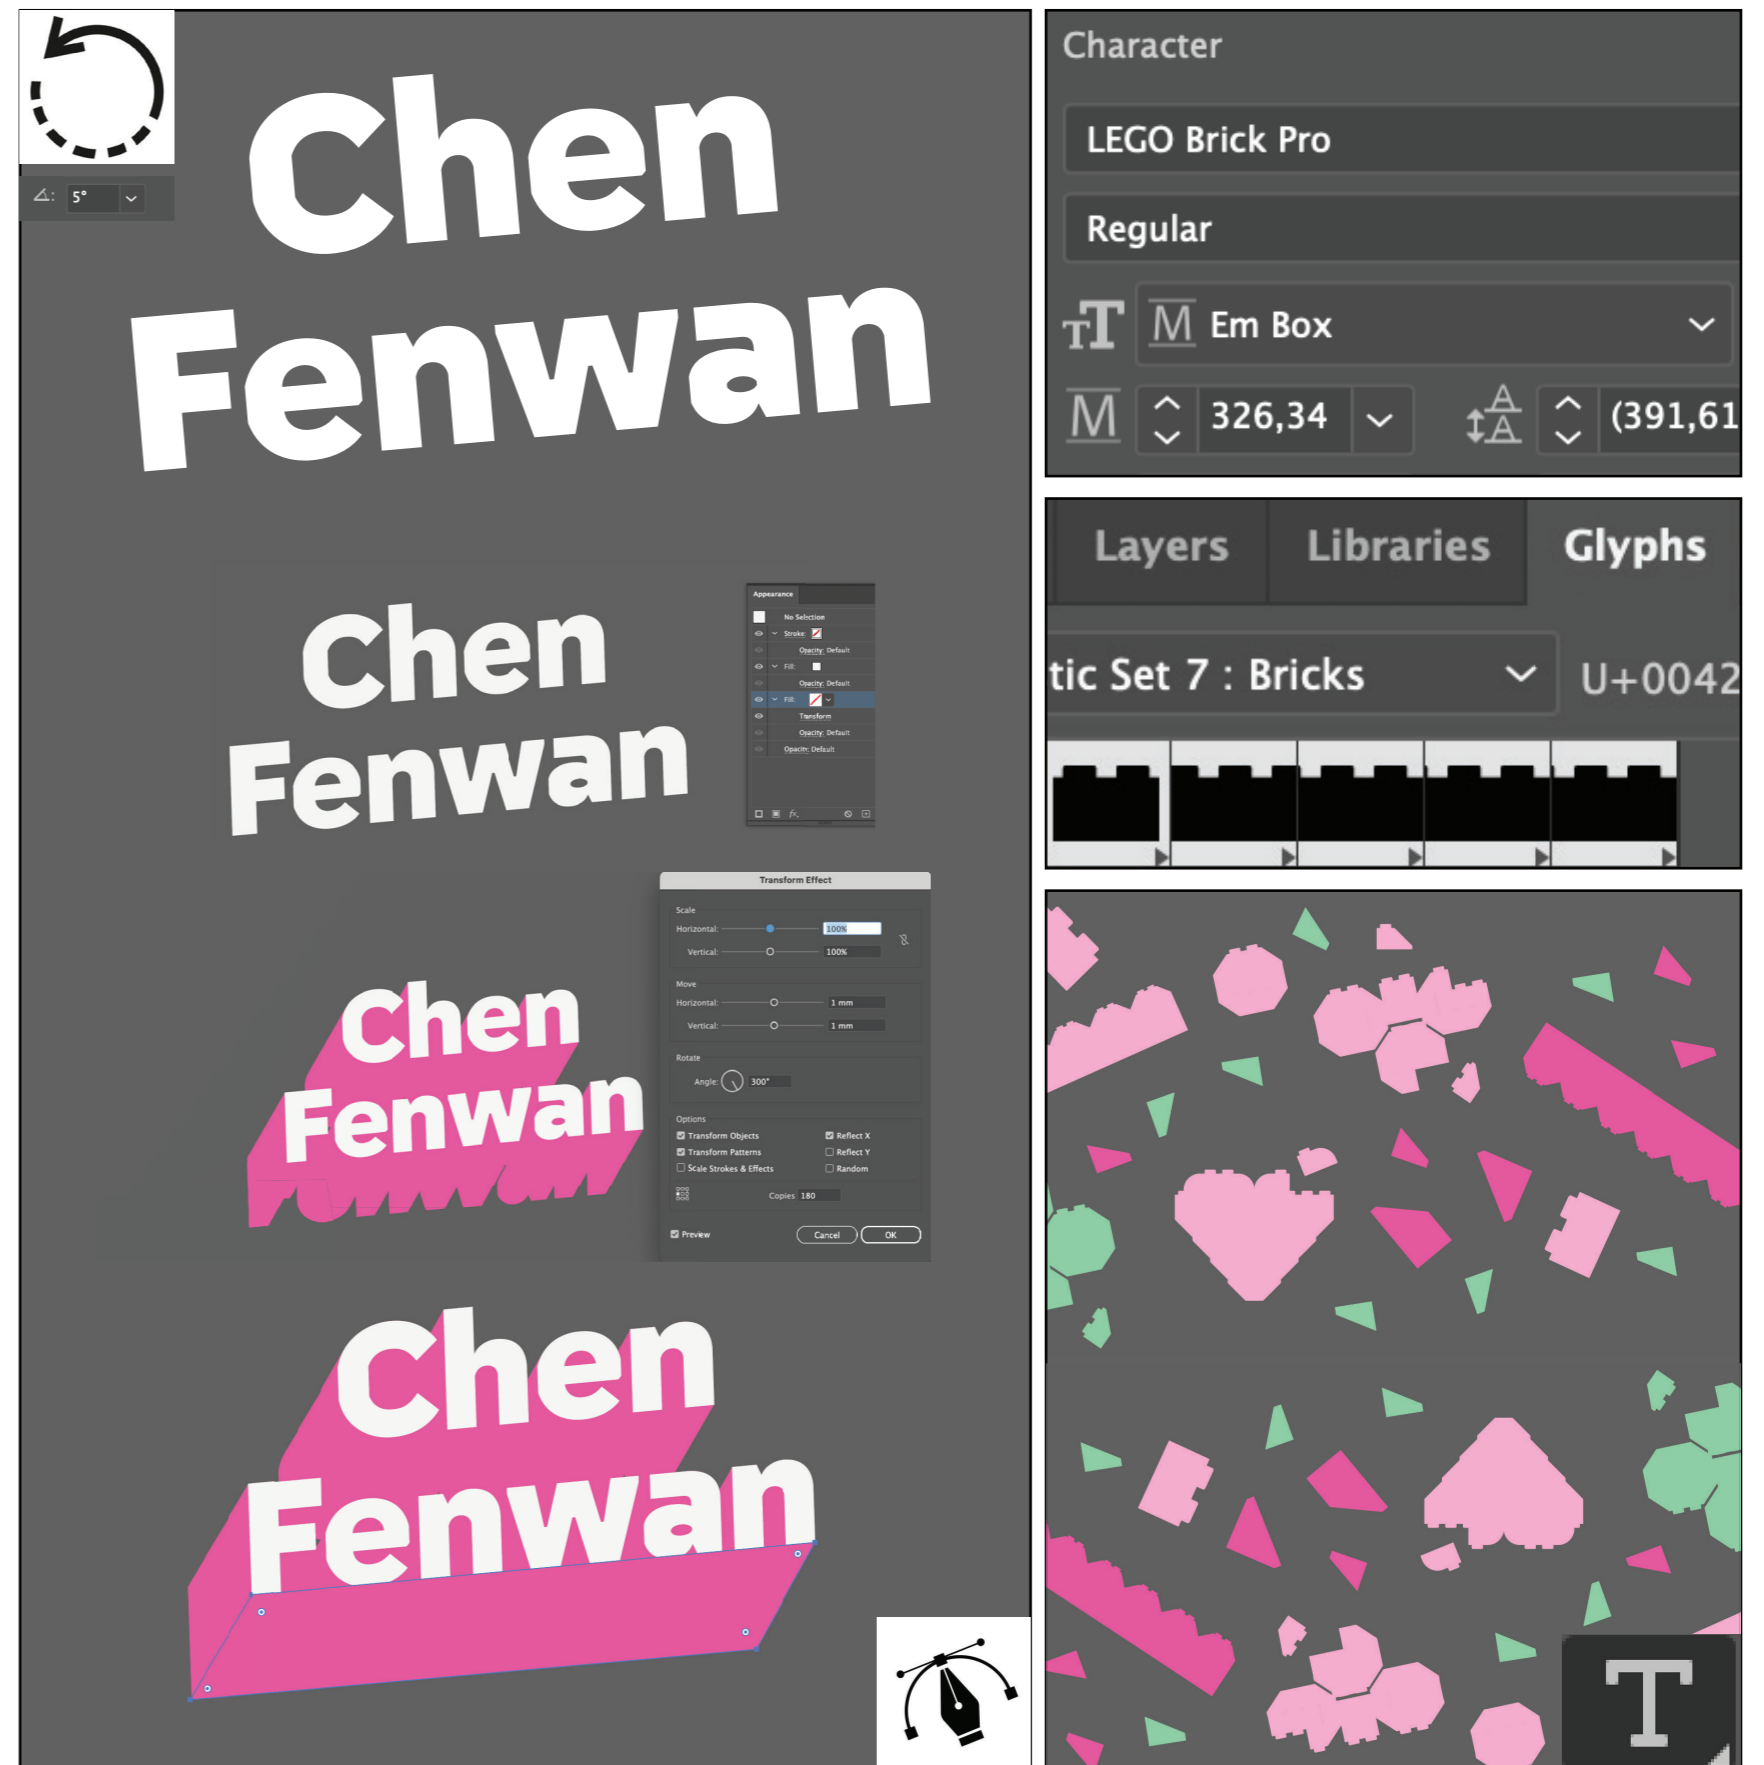 5°
Chen
Fenwan
Chen
Fenwan
Appearance
No Selection
Stroke:
Opacity: Default
Fill:
Opacity: Default
Fill:
Transform
Opacity: Default
Opacity: Default
fx.
Chen
Fenwan
Transform Effect
Scale
Horizontal: 100%
Vertical: 100%
Move
Horizontal: 1 mm
Vertical: 1 mm
Rotate
Angle: 300°
Options
Transform Objects Reflect X
Transform Patterns Reflect Y
Scale Strokes & Effects Random
Copies 180
Preview Cancel OK
Chen
Fenwan
Character
LEGO Brick Pro
Regular
TT M Em Box
M 326,34 A A (391,61
Layers Libraries Glyphs
tic Set 7 : Bricks U+0042
T